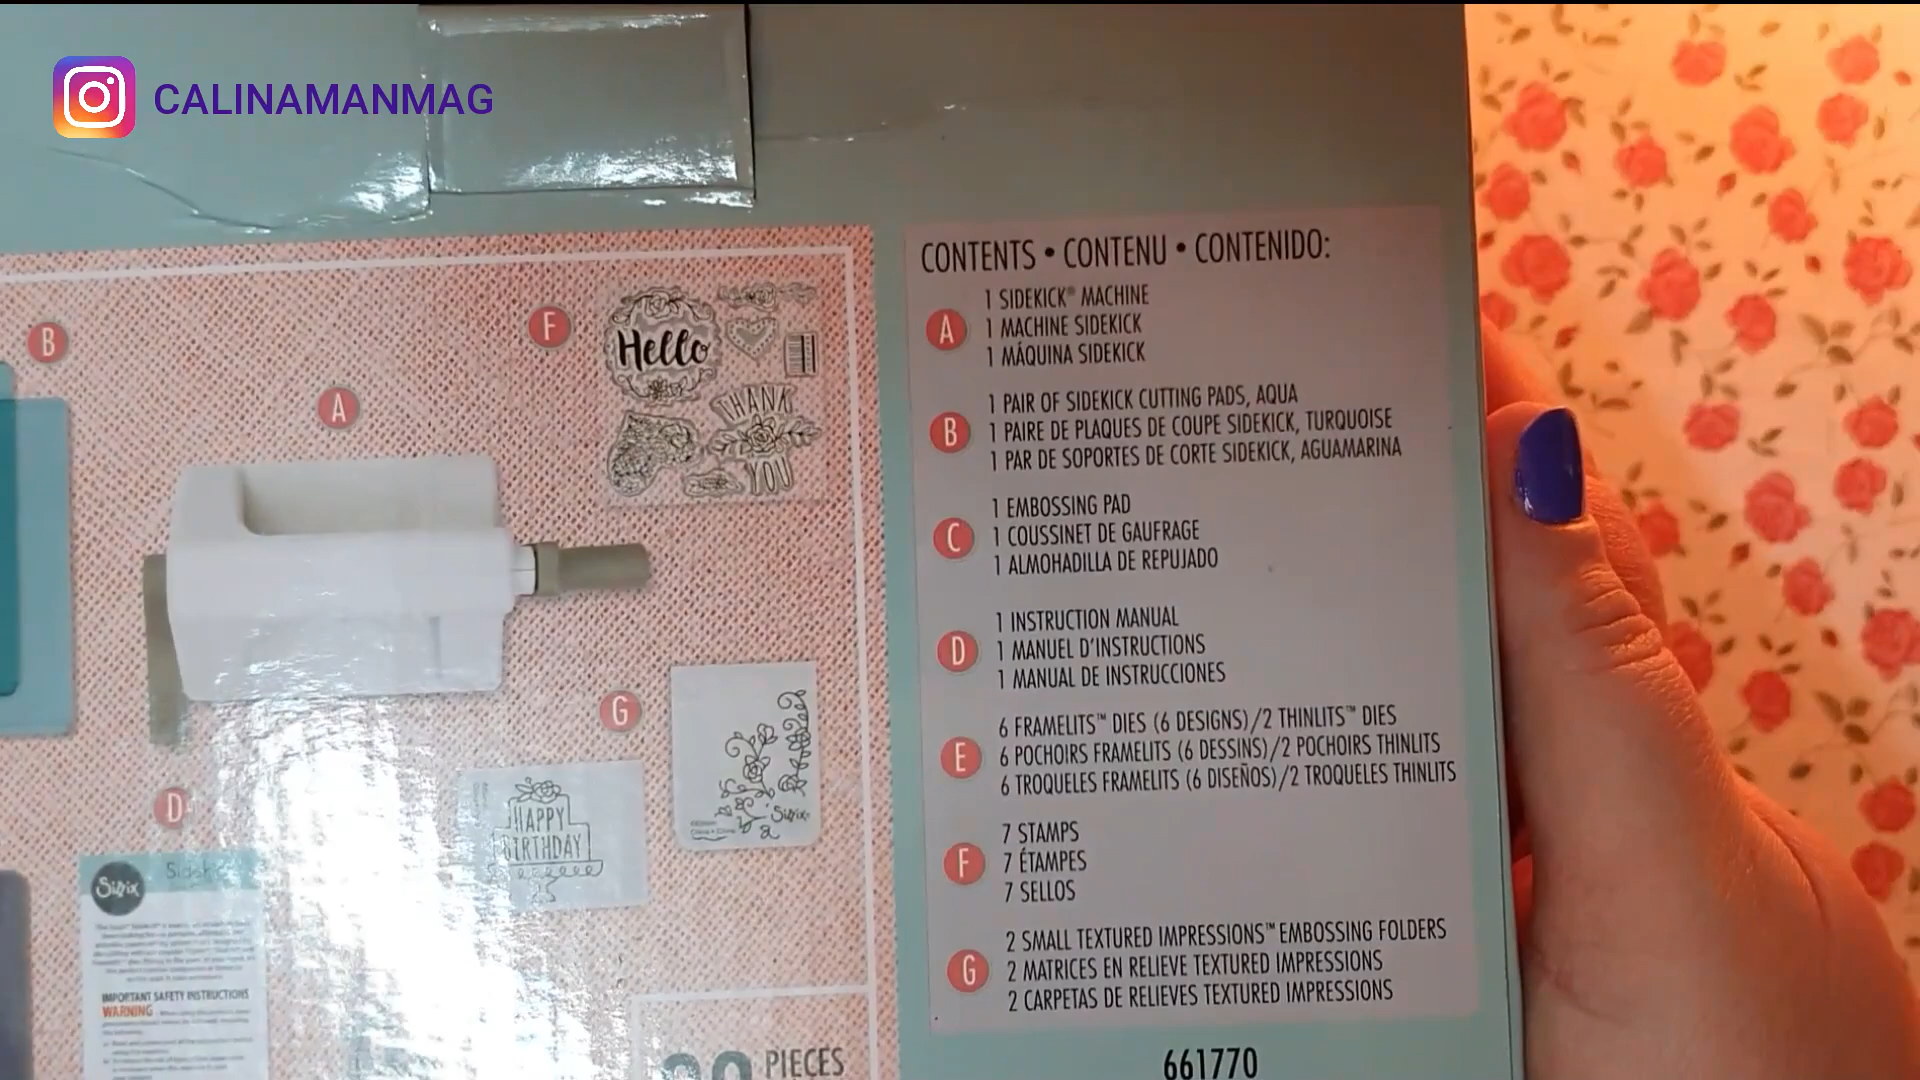 CALINAMANMAG
CONTENTS • CONTENU • CONTENIDO:
A
1 SIDEKICK® MACHINE
1 MACHINE SIDEKICK
1 MÁQUINA SIDEKICK
B
1 PAIR OF SIDEKICK CUTTING PADS, AQUA
1 PAIRE DE PLAQUES DE COUPE SIDEKICK, TURQUOISE
1 PAR DE SOPORTES DE CORTE SIDEKICK, AGUAMARINA
C
1 EMBOSSING PAD
1 COUSSINET DE GAUFRAGE
1 ALMOHADILLA DE REPUJADO
D
1 INSTRUCTION MANUAL
1 MANUEL D'INSTRUCTIONS
1 MANUAL DE INSTRUCCIONES
E
6 FRAMELITS™ DIES (6 DESIGNS)/2 THINLITS™ DIES
6 POCHOIRS FRAMELITS (6 DESSINS)/2 POCHOIRS THINLITS
6 TROQUELES FRAMELITS (6 DISEÑOS)/2 TROQUELES THINLITS
F
7 STAMPS
7 ÉTAMPES
7 SELLOS
G
2 SMALL TEXTURED IMPRESSIONS™ EMBOSSING FOLDERS
2 MATRICES EN RELIEVE TEXTURED IMPRESSIONS
2 CARPETAS DE RELIEVES TEXTURED IMPRESSIONS
661770
B
A
F
Hello
THANK
YOU
G
Sizzix
HAPPY
BIRTHDAY
D
Sizzix
IMPORTANT SAFETY INSTRUCTIONS
WARNING
PIECES